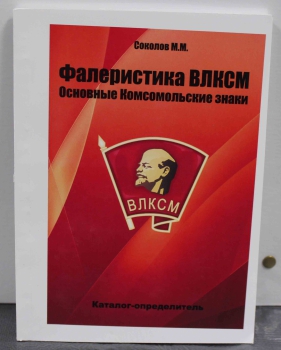 Соколов М.М.
Фалеристика ВЛКСМ
Основные Комсомольские знаки
ВЛКСМ
Каталог-определитель